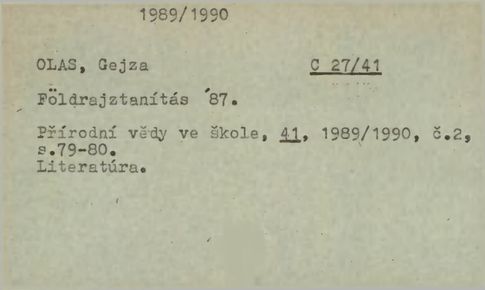 1989/1990
OLAS, Gejza C 27/41
Földrajztanítás ´87.
Přírodní vědy ve škole, 41, 1989/1990, č.2,
s.79-80.
Literatúra.